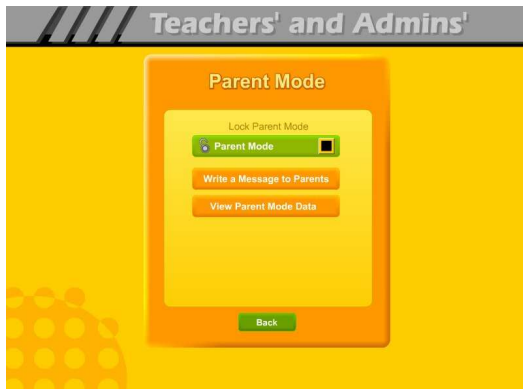 Teachers' and Admins'
Parent Mode
Lock Parent Mode
Parent Mode
Write a Message to Parents
View Parent Mode Data
Back